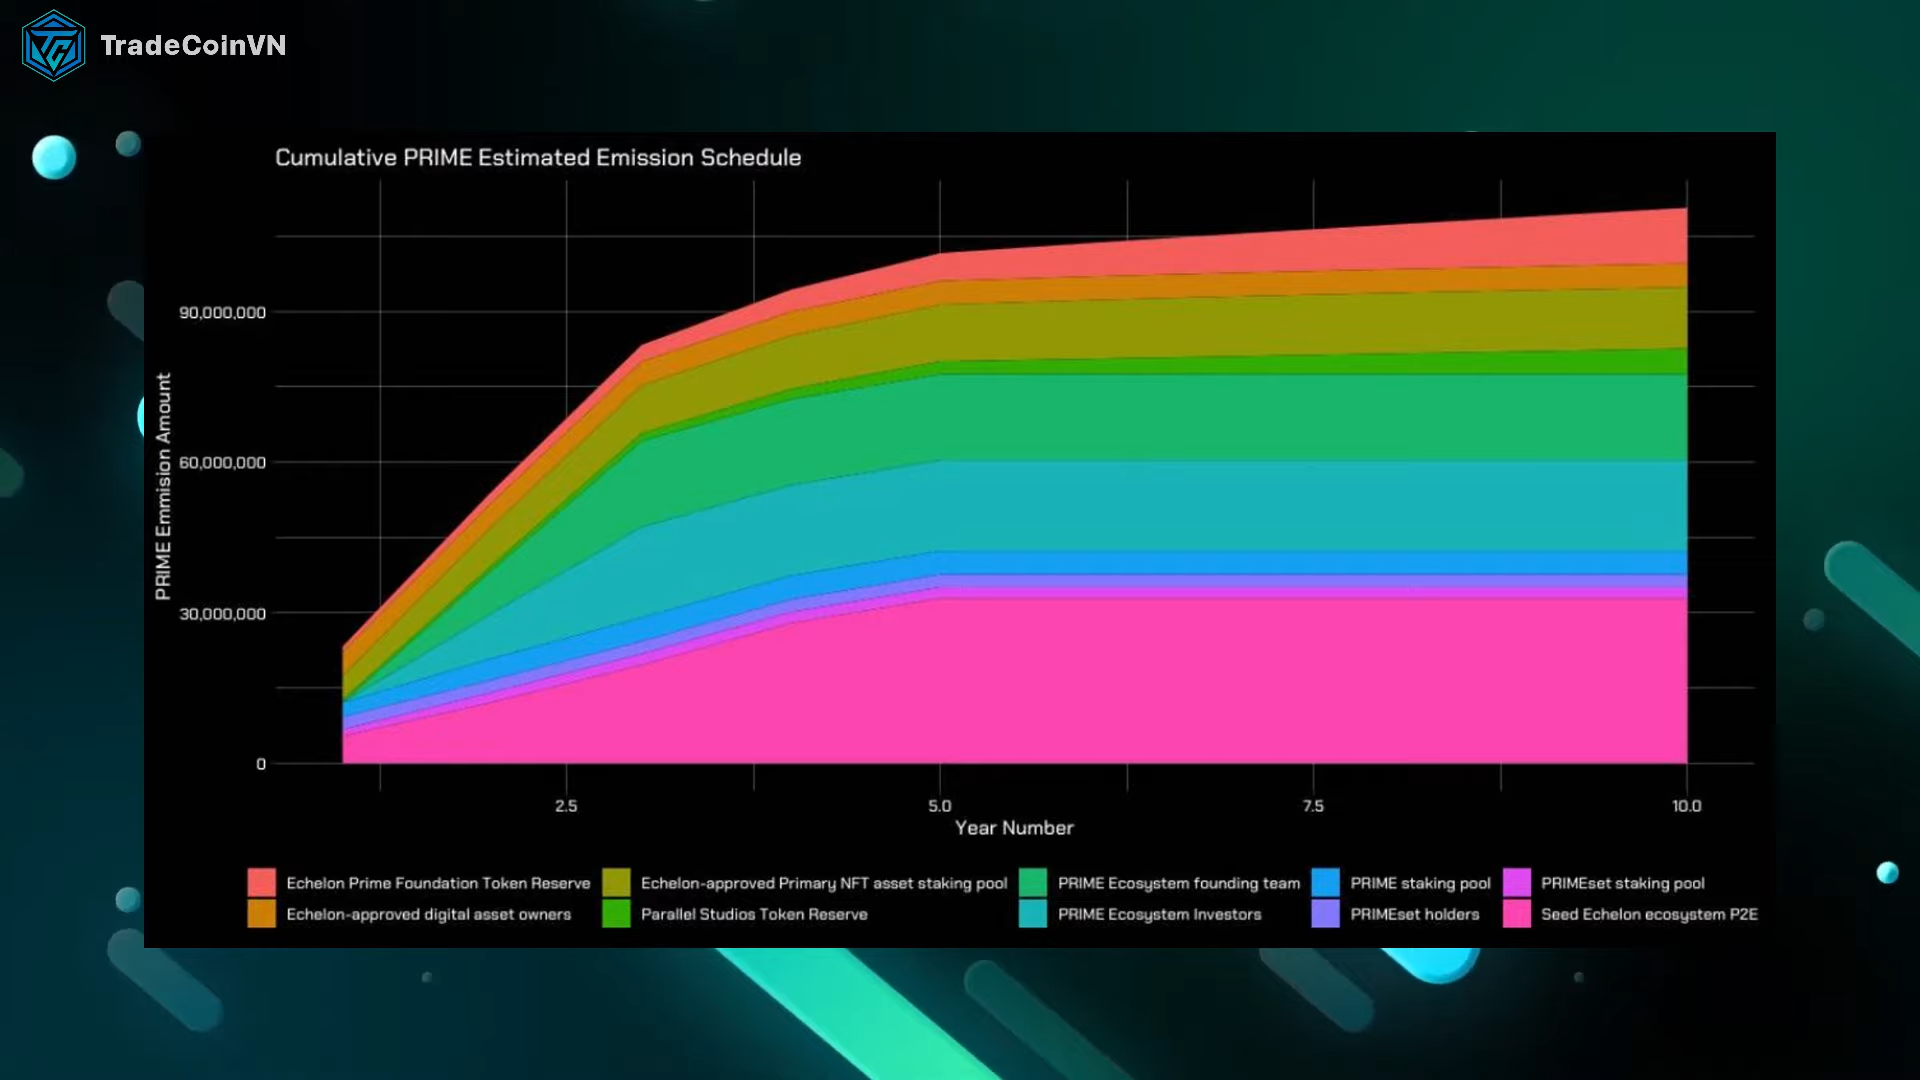 TradeCoinVN
Cumulative PRIME Estimated Emission Schedule
PRIME Emmision Amount
90,000,000
60,000,000
30,000,000
0
2.5
5.0
7.5
10.0
Year Number
Echelon Prime Foundation Token Reserve
Echelon-approved Primary NFT asset staking pool
PRIME Ecosystem founding team
PRIME staking pool
PRIMEset staking pool
Echelon-approved digital asset owners
Parallel Studios Token Reserve
PRIME Ecosystem Investors
PRIMEset holders
Seed Echelon ecosystem P2E